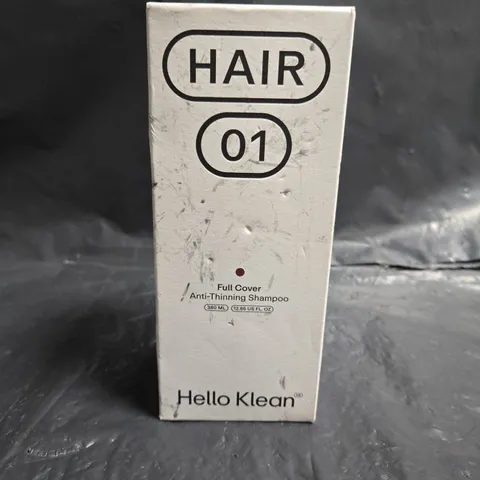 HAIR
01
Full Cover
Anti-Thinning Shampoo
380 ML 12.85 US FL. OZ
Hello Klean®